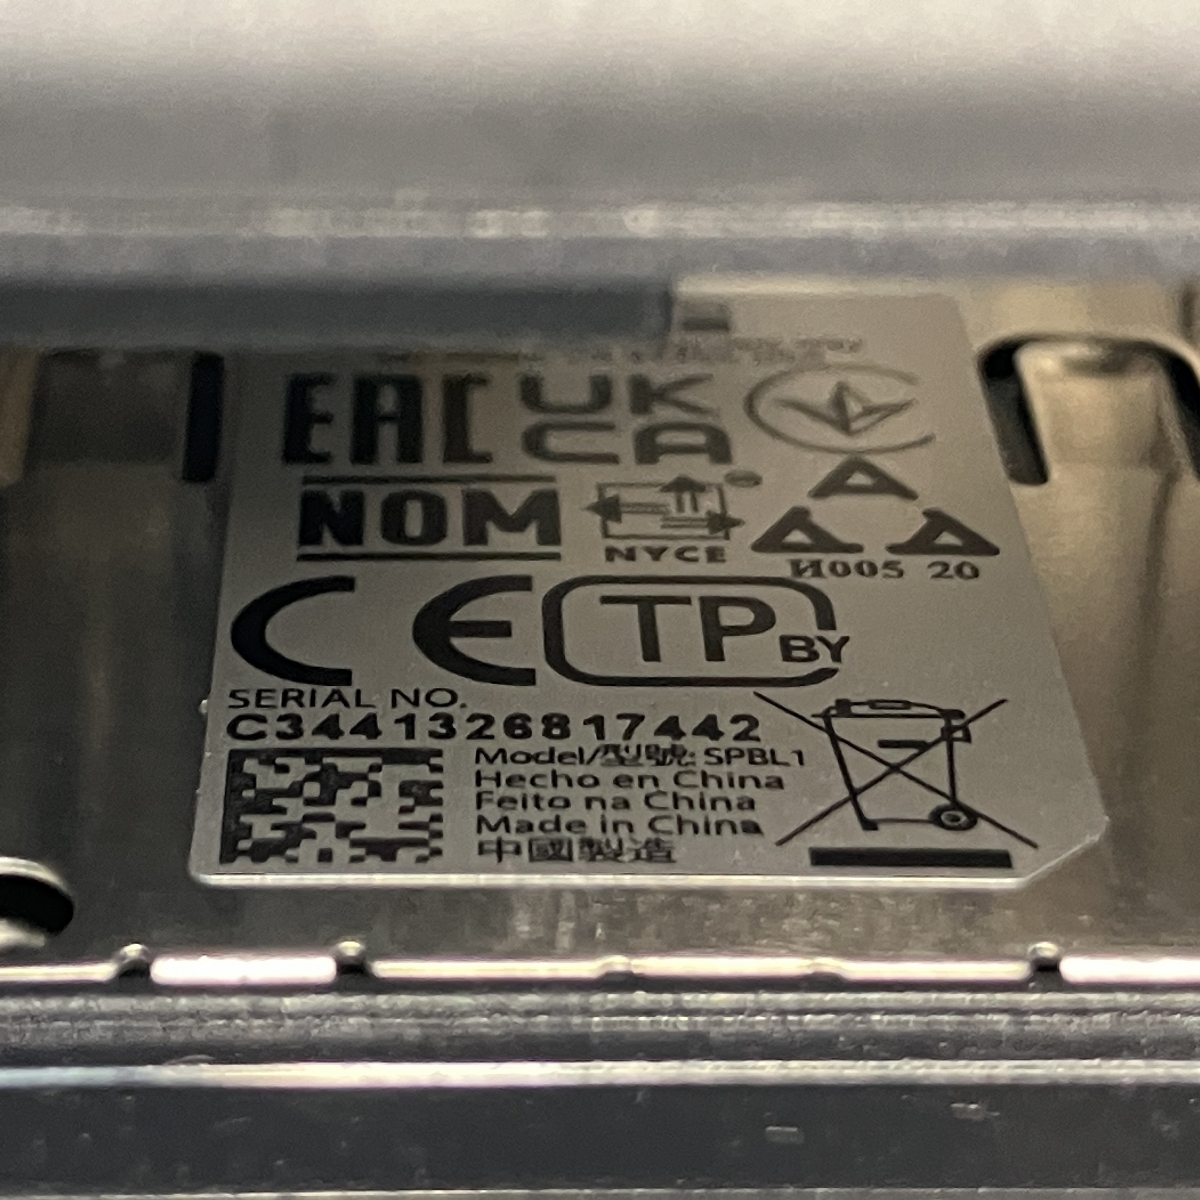 EAC UK CA
NOM NYCE
И005 20
CE TP BY
SERIAL NO.
C3441326817442
Model/型號: SPBL1
Hecho en China
Feito na China
Made in China
中國製造